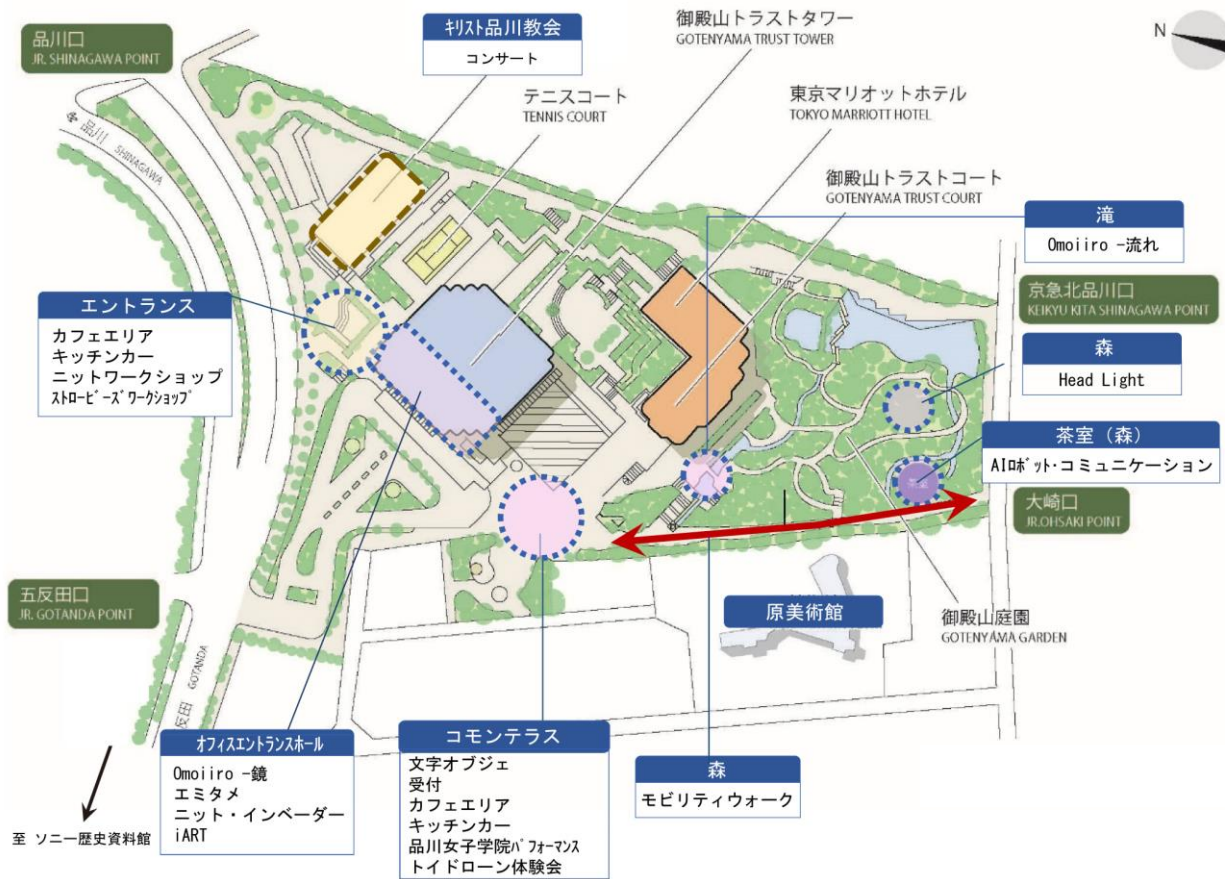 品川口
JR. SHINAGAWA POINT
キリスト品川教会
コンサート
御殿山トラストタワー
GOTENYAMA TRUST TOWER
N
テニスコート
TENNIS COURT
東京マリオットホテル
TOKYO MARRIOTT HOTEL
御殿山トラストコート
GOTENYAMA TRUST COURT
品川 SHINAGAWA
滝
Omoiiro -流れ
京急北品川口
KEIKYU KITA SHINAGAWA POINT
エントランス
カフェエリア
キッチンカー
ニットワークショップ
ストロービーズワークショップ
森
Head Light
茶室(森)
AIロボット・コミュニケーション
茶室
大崎口
JR.OHSAKI POINT
五反田口
JR. GOTANDA POINT
原美術館
御殿山庭園
GOTENYAMA GARDEN
五反田 GOTANDA
オフィスエントランスホール
Omoiiro -鏡
エミタメ
ニット・インベーダー
iART
コモンテラス
文字オブジェ
受付
カフェエリア
キッチンカー
品川女子学院パフォーマンス
トイドローン体験会
森
モビリティウォーク
至 ソニー歴史資料館